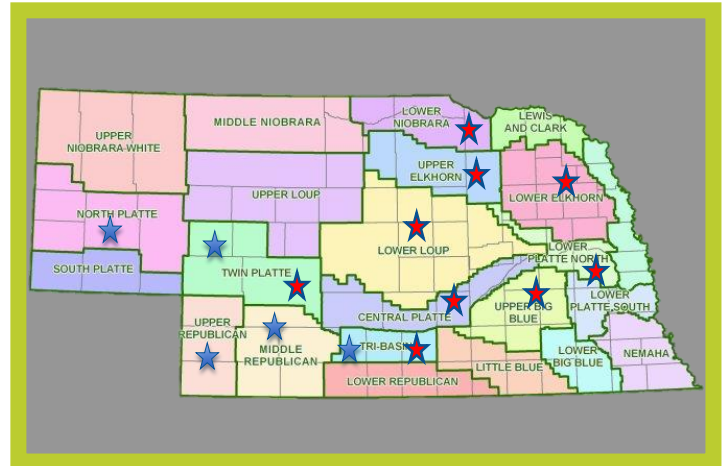 LOWER
NIOBRARA
LEWIS
AND CLARK
MIDDLE NIOBRARA
UPPER
NIOBRARA-WHITE
UPPER
ELKHORN
LOWER ELKHORN
UPPER LOUP
NORTH PLATTE
LOWER LOUP
LOWER
PLATTE NORTH
SOUTH PLATTE
TWIN PLATTE
LOWER
PLATTE SOUTH
UPPER BIG
BLUE
CENTRAL PLATTE
UPPER
REPUBLICAN
MIDDLE
REPUBLICAN
LOWER
BIG BLUE
NEMAHA
LITTLE BLUE
LOWER REPUBLICAN